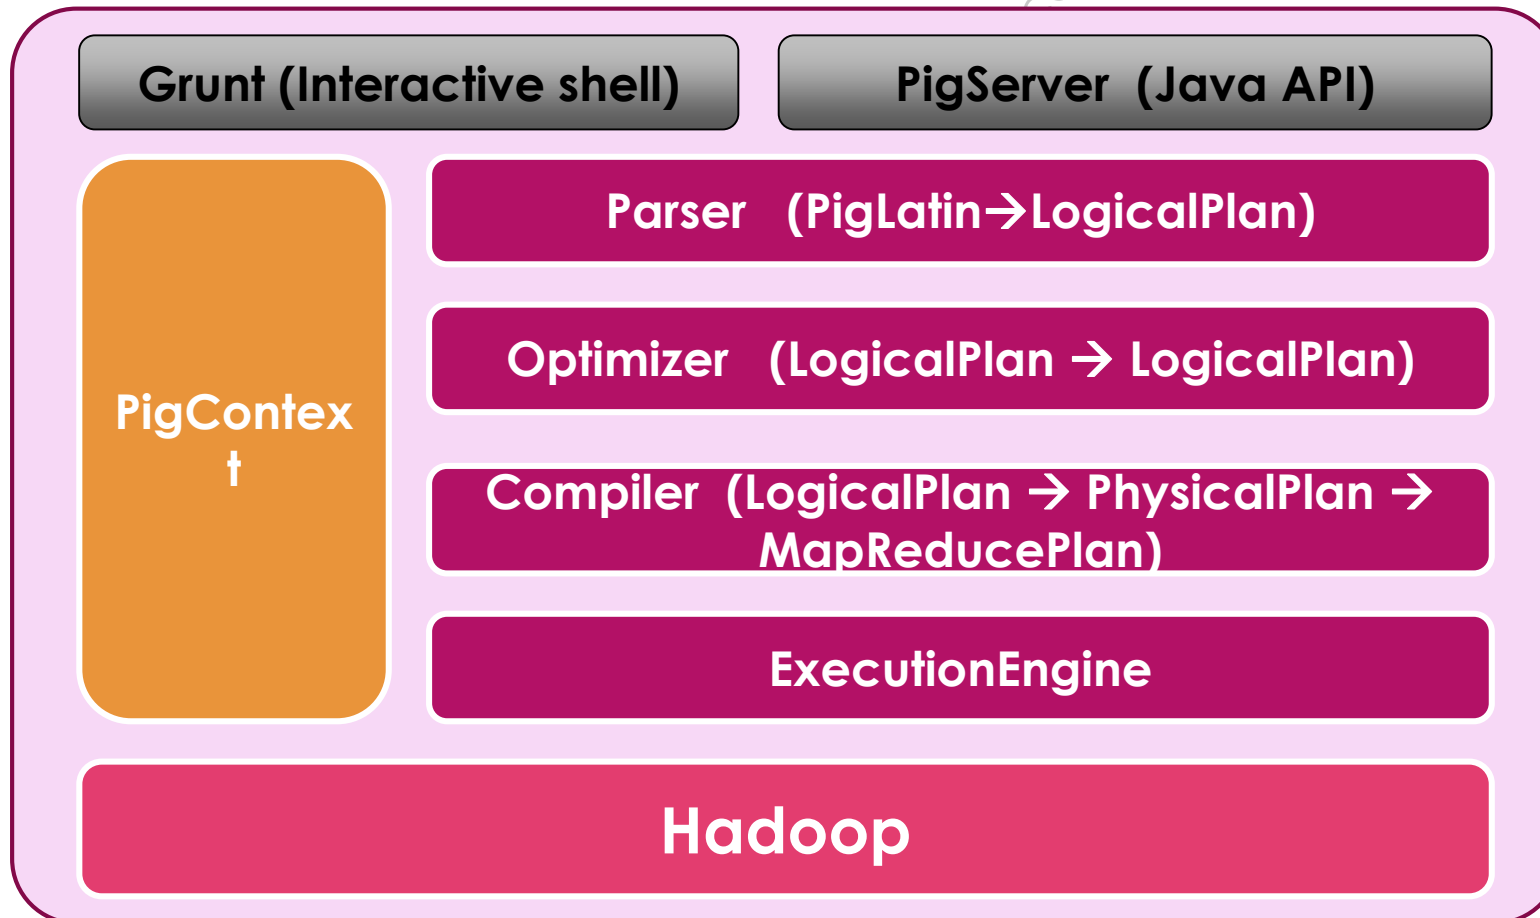 Grunt (Interactive shell)
PigServer (Java API)
PigContex
t
Parser (PigLatin→LogicalPlan)
Optimizer (LogicalPlan → LogicalPlan)
Compiler (LogicalPlan → PhysicalPlan →
MapReducePlan)
ExecutionEngine
Hadoop